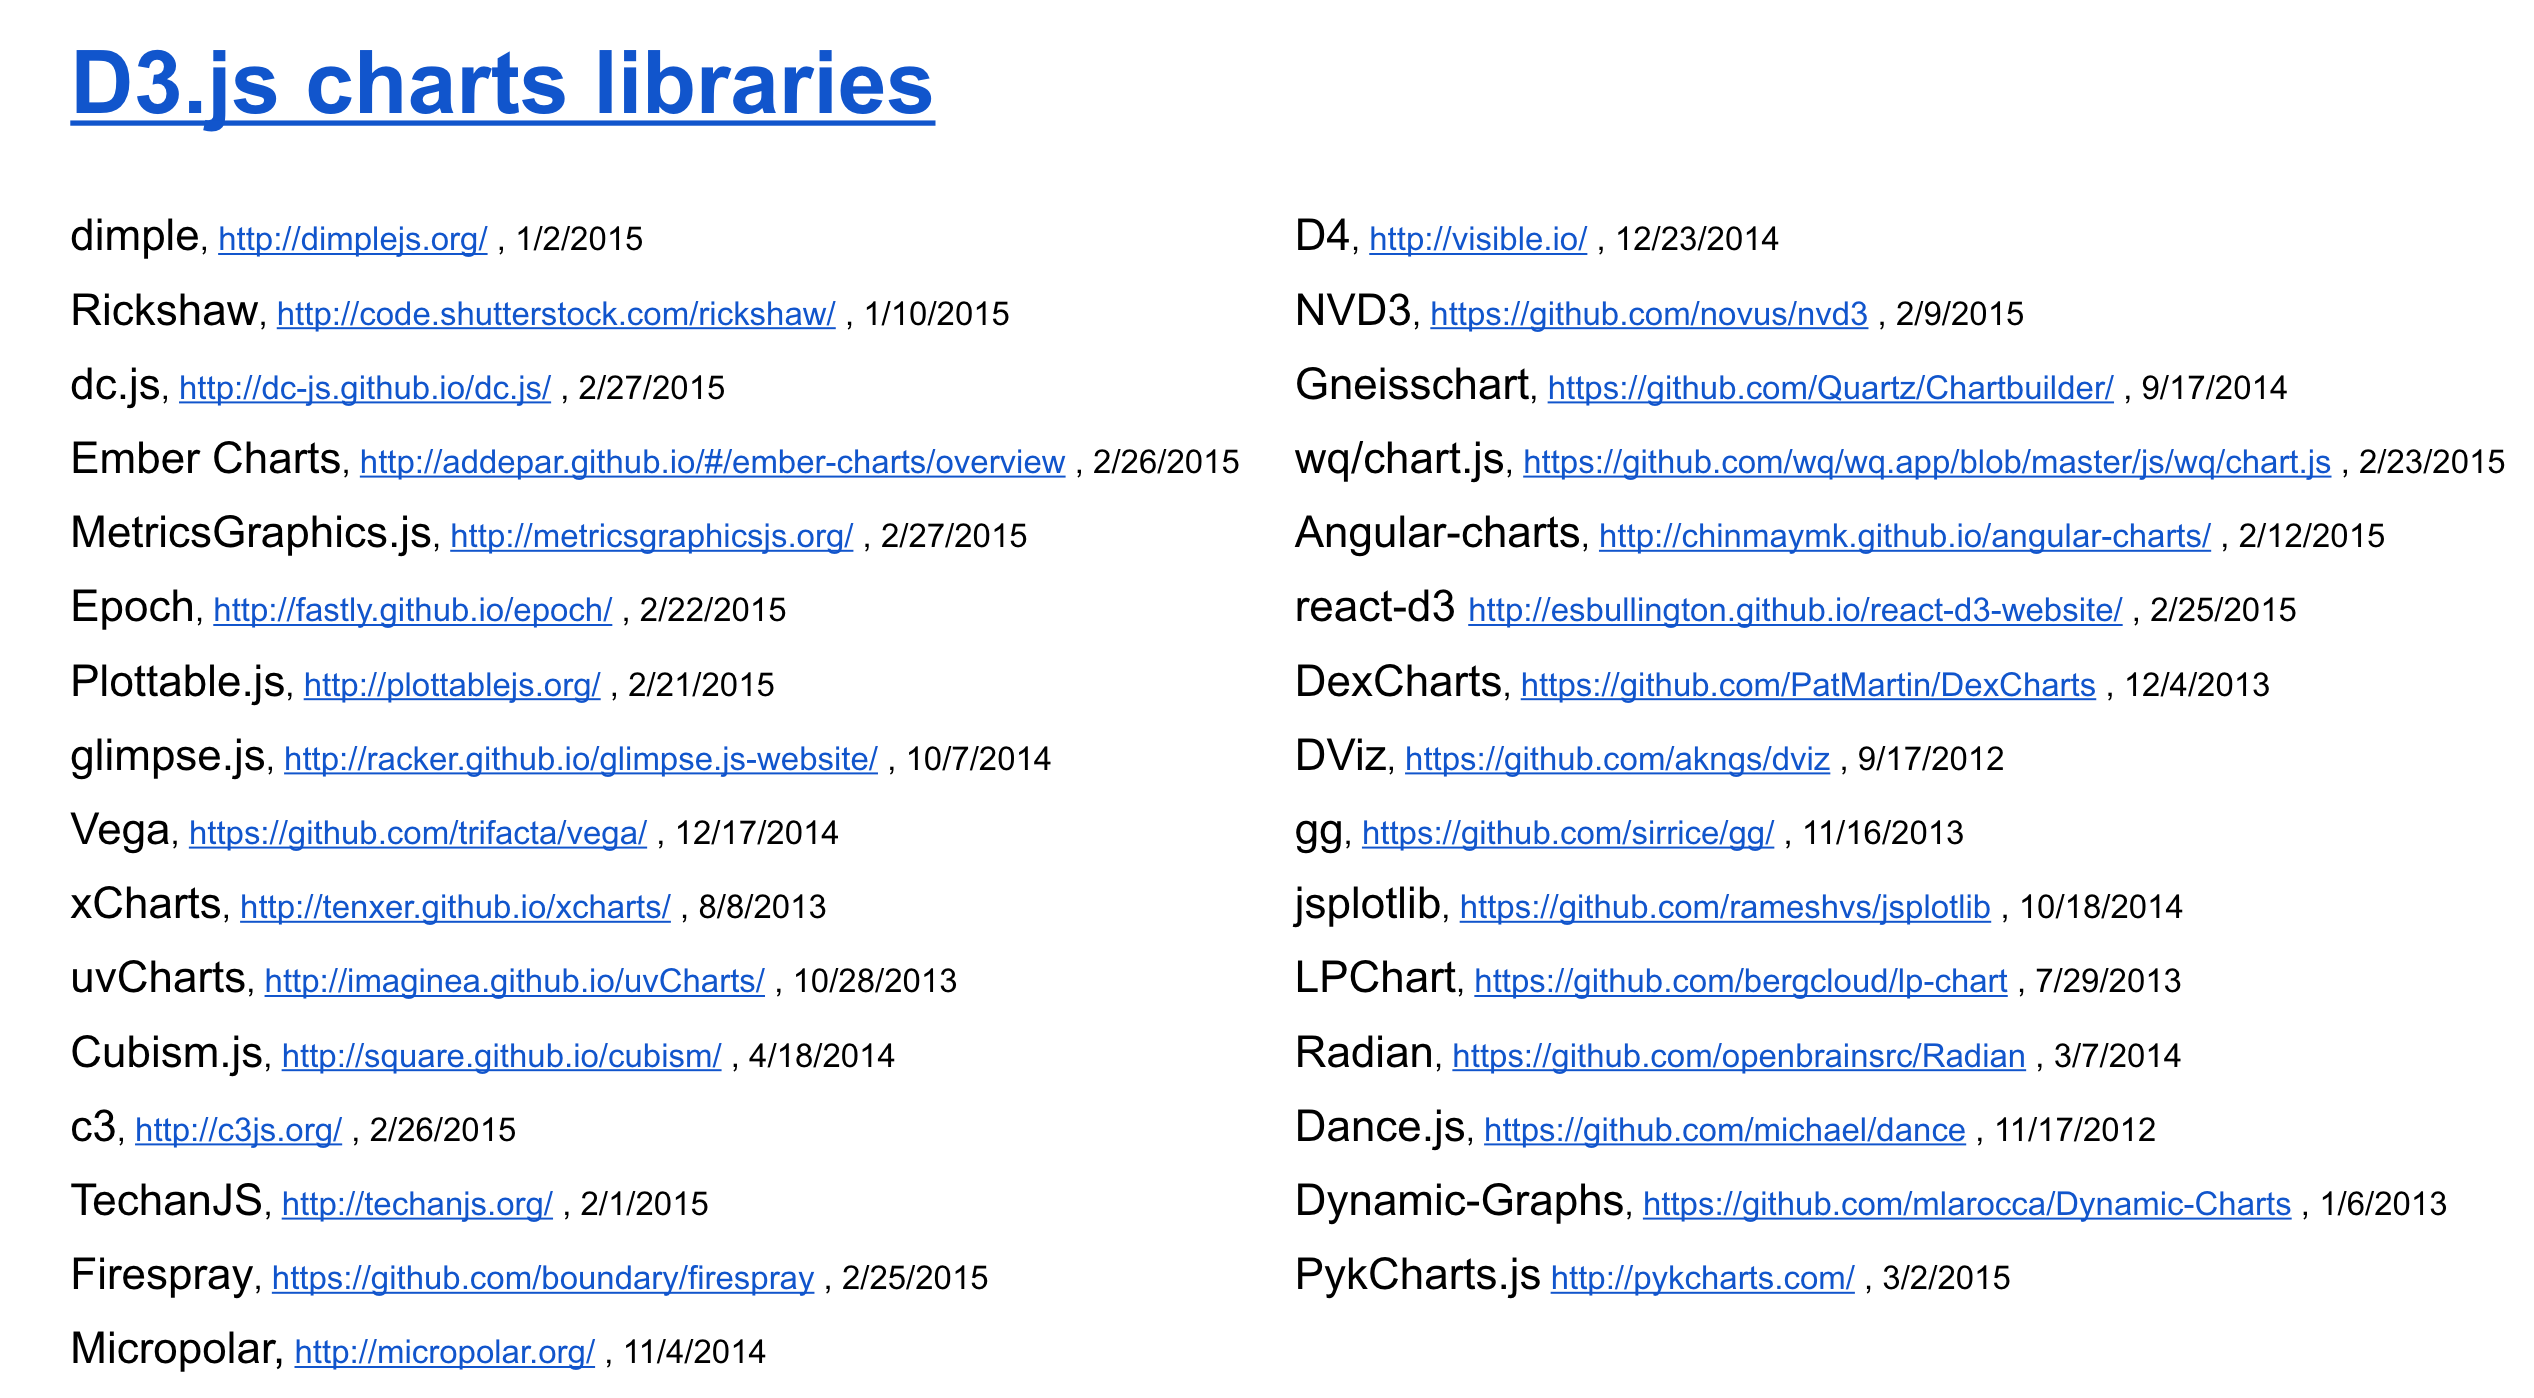 D3.js charts libraries
dimple, http://dimplejs.org/ , 1/2/2015
Rickshaw, http://code.shutterstock.com/rickshaw/ , 1/10/2015
dc.js, http://dc-js.github.io/dc.js/ , 2/27/2015
Ember Charts, http://addepar.github.io/#/ember-charts/overview , 2/26/2015
MetricsGraphics.js, http://metricsgraphicsjs.org/ , 2/27/2015
Epoch, http://fastly.github.io/epoch/ , 2/22/2015
Plottable.js, http://plottablejs.org/ , 2/21/2015
glimpse.js, http://racker.github.io/glimpse.js-website/ , 10/7/2014
Vega, https://github.com/trifacta/vega/ , 12/17/2014
xCharts, http://tenxer.github.io/xcharts/ , 8/8/2013
uvCharts, http://imaginea.github.io/uvCharts/ , 10/28/2013
Cubism.js, http://square.github.io/cubism/ , 4/18/2014
c3, http://c3js.org/ , 2/26/2015
TechanJS, http://techanjs.org/ , 2/1/2015
Firespray, https://github.com/boundary/firespray , 2/25/2015
Micropolar, http://micropolar.org/ , 11/4/2014
D4, http://visible.io/ , 12/23/2014
NVD3, https://github.com/novus/nvd3 , 2/9/2015
Gneisschart, https://github.com/Quartz/Chartbuilder/ , 9/17/2014
wq/chart.js, https://github.com/wq/wq.app/blob/master/js/wq/chart.js , 2/23/2015
Angular-charts, http://chinmaymk.github.io/angular-charts/ , 2/12/2015
react-d3 http://esbullington.github.io/react-d3-website/ , 2/25/2015
DexCharts, https://github.com/PatMartin/DexCharts , 12/4/2013
DViz, https://github.com/akngs/dviz , 9/17/2012
gg, https://github.com/sirrice/gg/ , 11/16/2013
jsplotlib, https://github.com/rameshvs/jsplotlib , 10/18/2014
LPChart, https://github.com/bergcloud/lp-chart , 7/29/2013
Radian, https://github.com/openbrainsrc/Radian , 3/7/2014
Dance.js, https://github.com/michael/dance , 11/17/2012
Dynamic-Graphs, https://github.com/mlarocca/Dynamic-Charts , 1/6/2013
PykCharts.js http://pykcharts.com/ , 3/2/2015